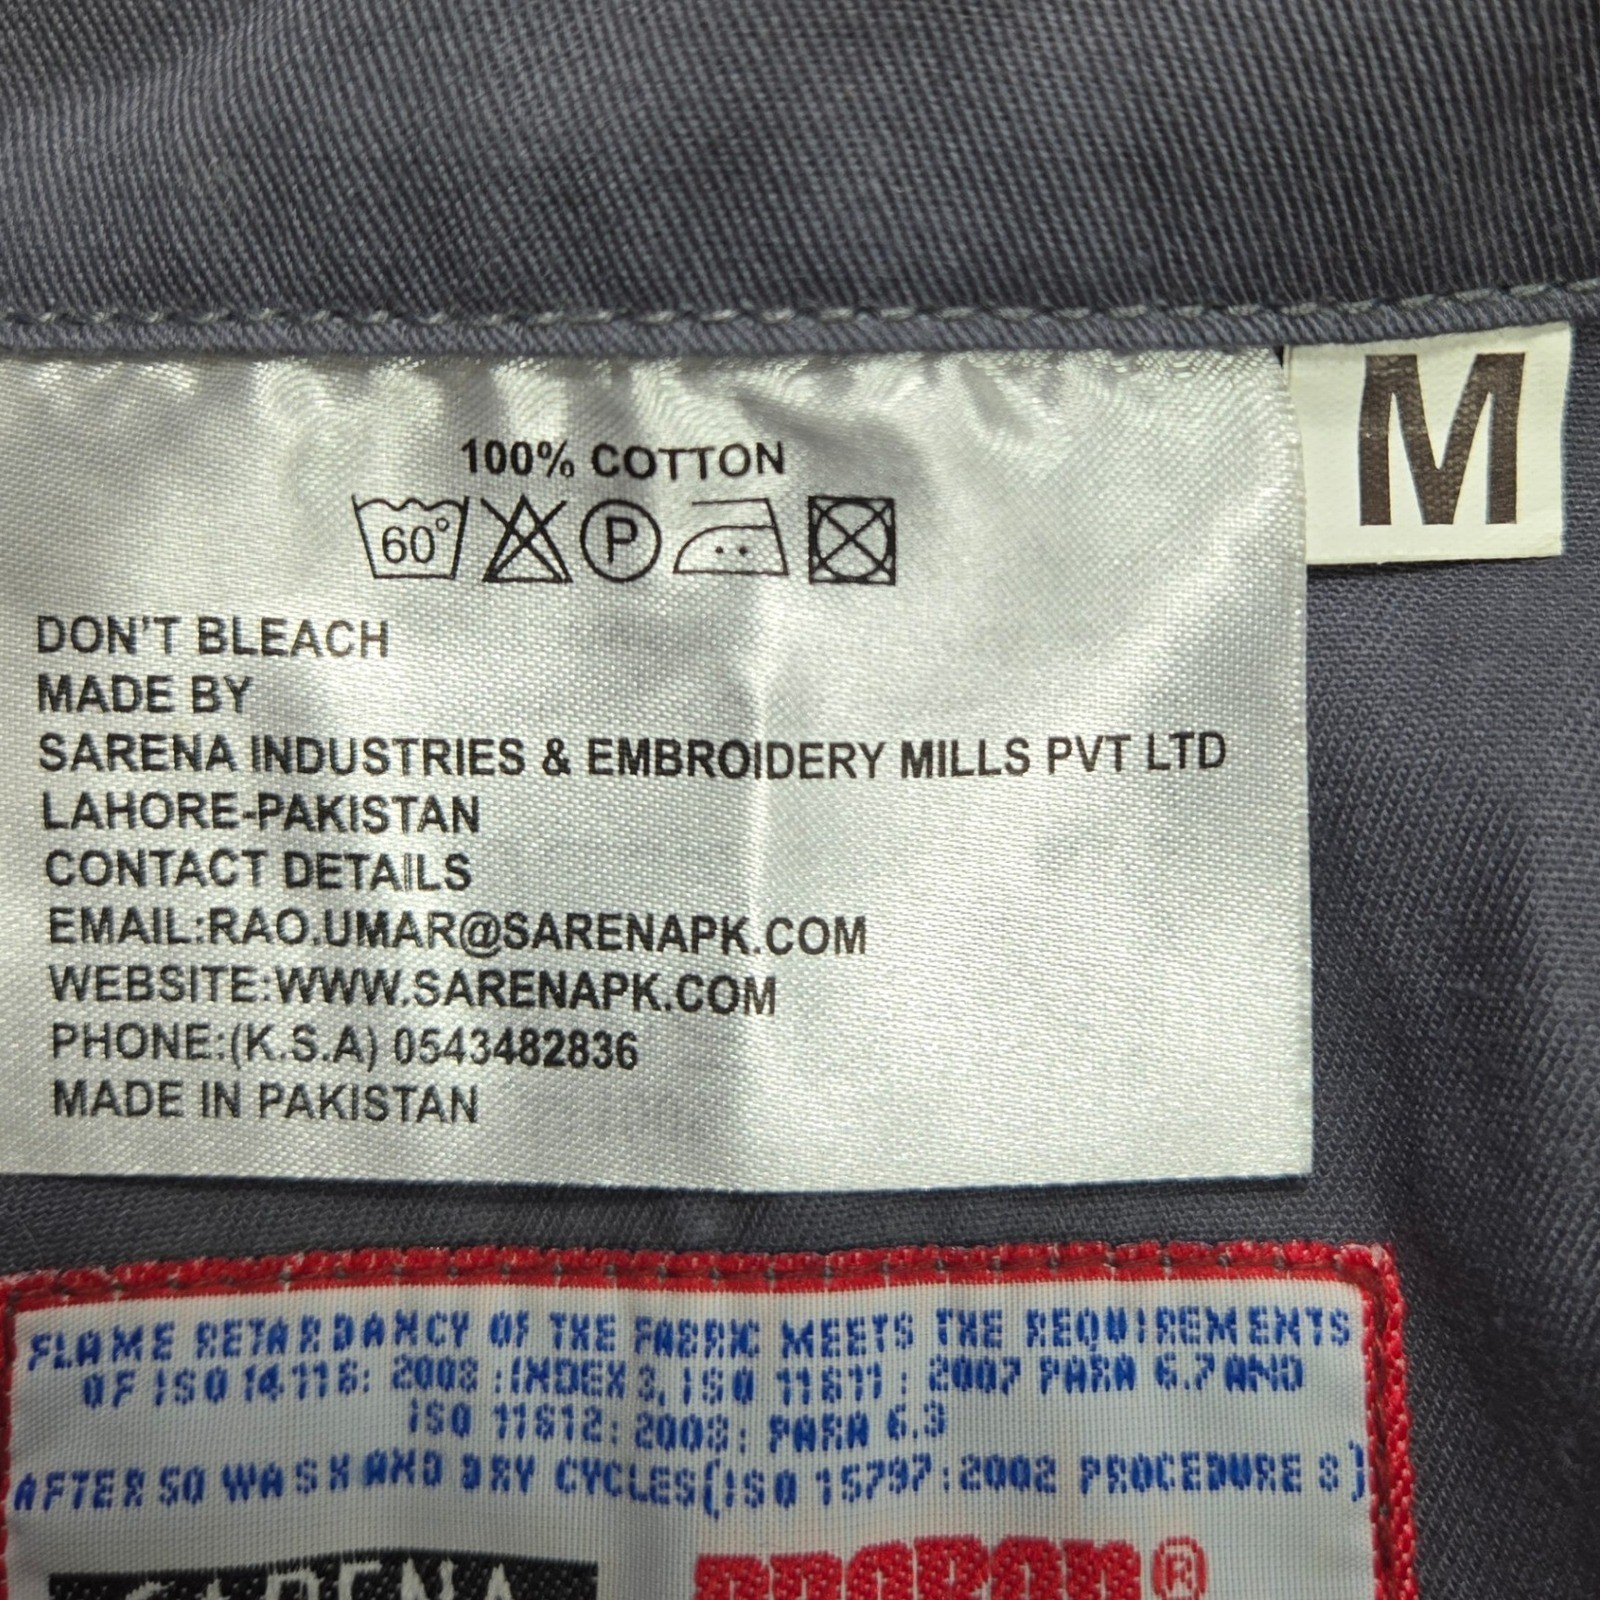 M
100% COTTON
60°
P
DON'T BLEACH
MADE BY
SARENA INDUSTRIES & EMBROIDERY MILLS PVT LTD
LAHORE-PAKISTAN
CONTACT DETAILS
EMAIL:RAO.UMAR@SARENAPK.COM
WEBSITE:WWW.SARENAPK.COM
PHONE:(K.S.A) 0543482836
MADE IN PAKISTAN
FLAME RETARDANCY OF THE FABRIC MEETS THE REQUIREMENTS
OF ISO 14116: 2008 :INDEX 3, ISO 11611: 2007 PARA 6.7 AND
ISO 11612: 2008: PARA 6.3
AFTER 50 WASH AND DRY CYCLES(ISO 15797:2002 PROCEDURE 8)
SARENA
PROBAN®